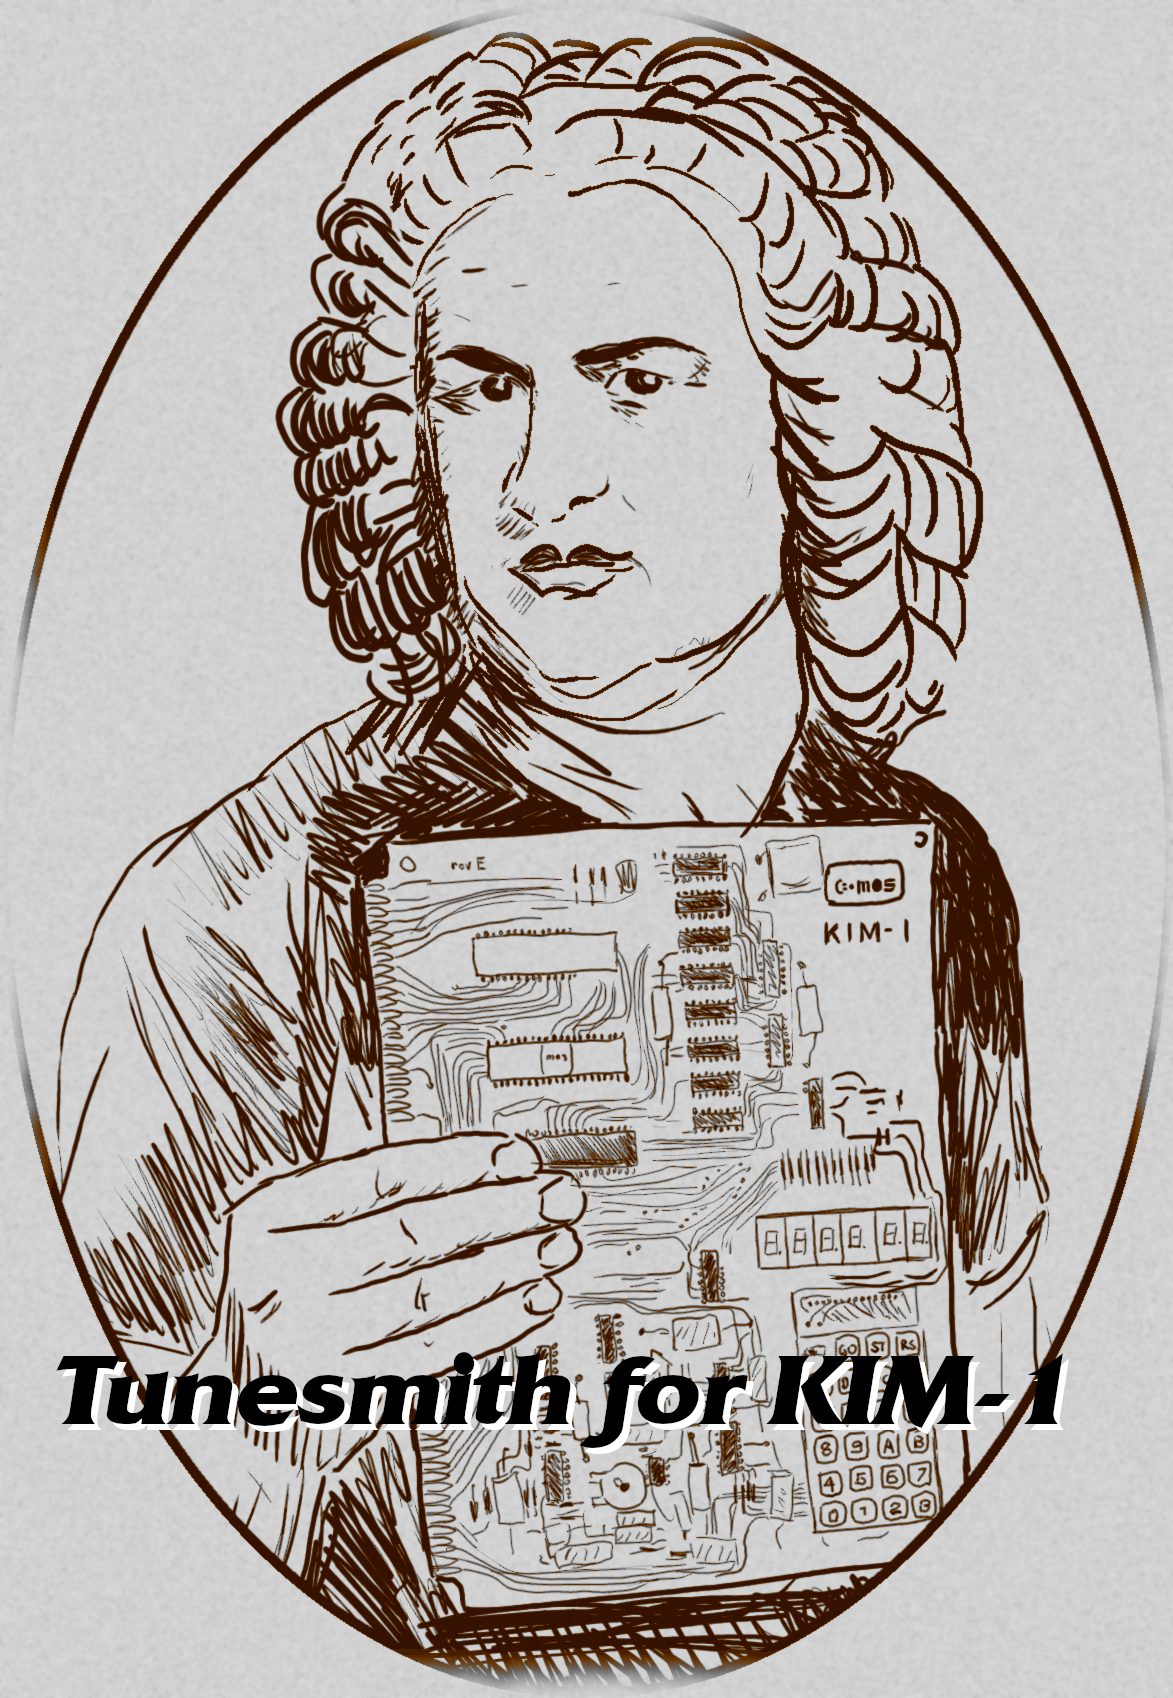 rev E
C:•mos
KIM-1
mos
GO ST RS
Tunesmith for KIM-1
8 9 A B
4 5 6 7
0 1 2 3